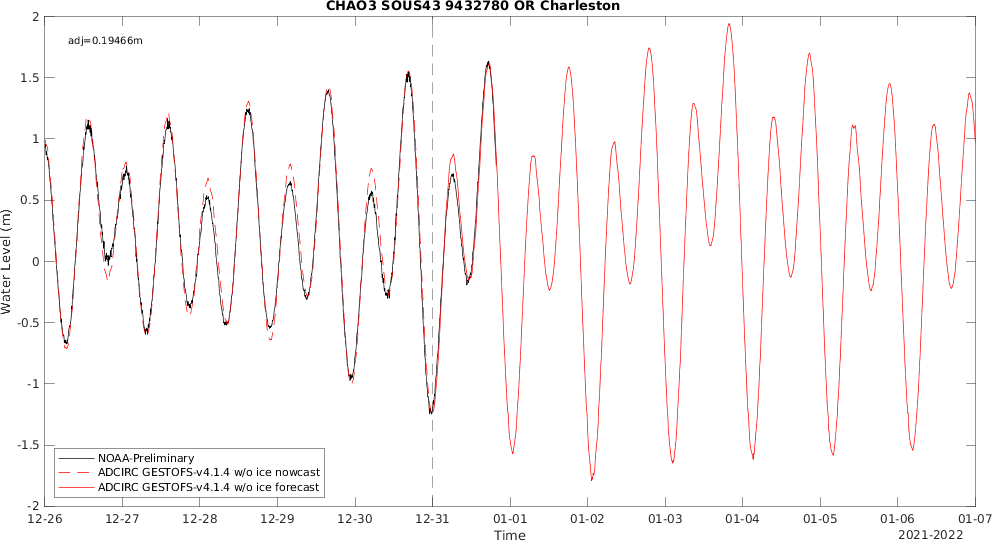 CHAO3 SOUS43 9432780 OR Charleston
adj=0.19466m
Water Level (m)
2
1.5
1
0.5
0
-0.5
-1
-1.5
-2
NOAA-Preliminary
ADCIRC GESTOFS-v4.1.4 w/o ice nowcast
ADCIRC GESTOFS-v4.1.4 w/o ice forecast
12-26 12-27 12-28 12-29 12-30 12-31 01-01 01-02 01-03 01-04 01-05 01-06 01-07
Time
2021-2022